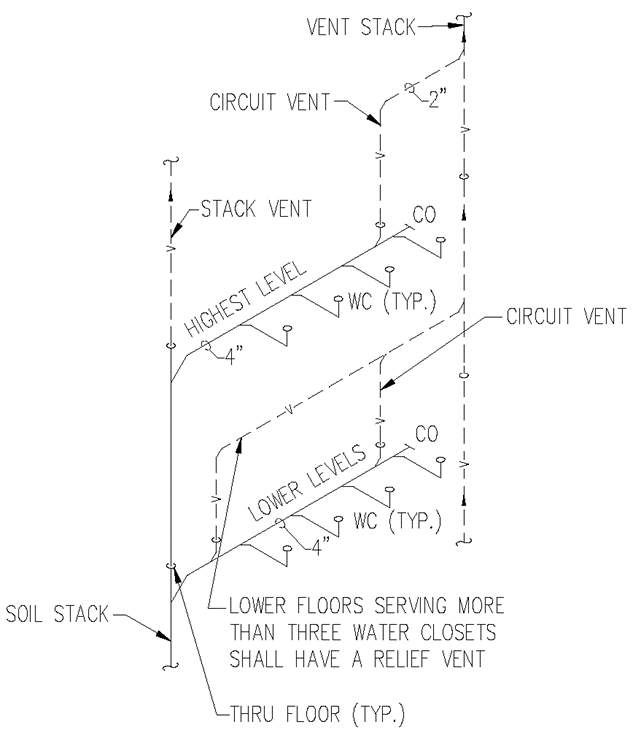 VENT STACK
2"
CIRCUIT VENT
V
V
STACK VENT
CO
V
HIGHEST LEVEL
WC (TYP.)
4"
CIRCUIT VENT
V
V
CO
LOWER LEVELS
V
V
WC (TYP.)
4"
LOWER FLOORS SERVING MORE
THAN THREE WATER CLOSETS
SHALL HAVE A RELIEF VENT
SOIL STACK
THRU FLOOR (TYP.)